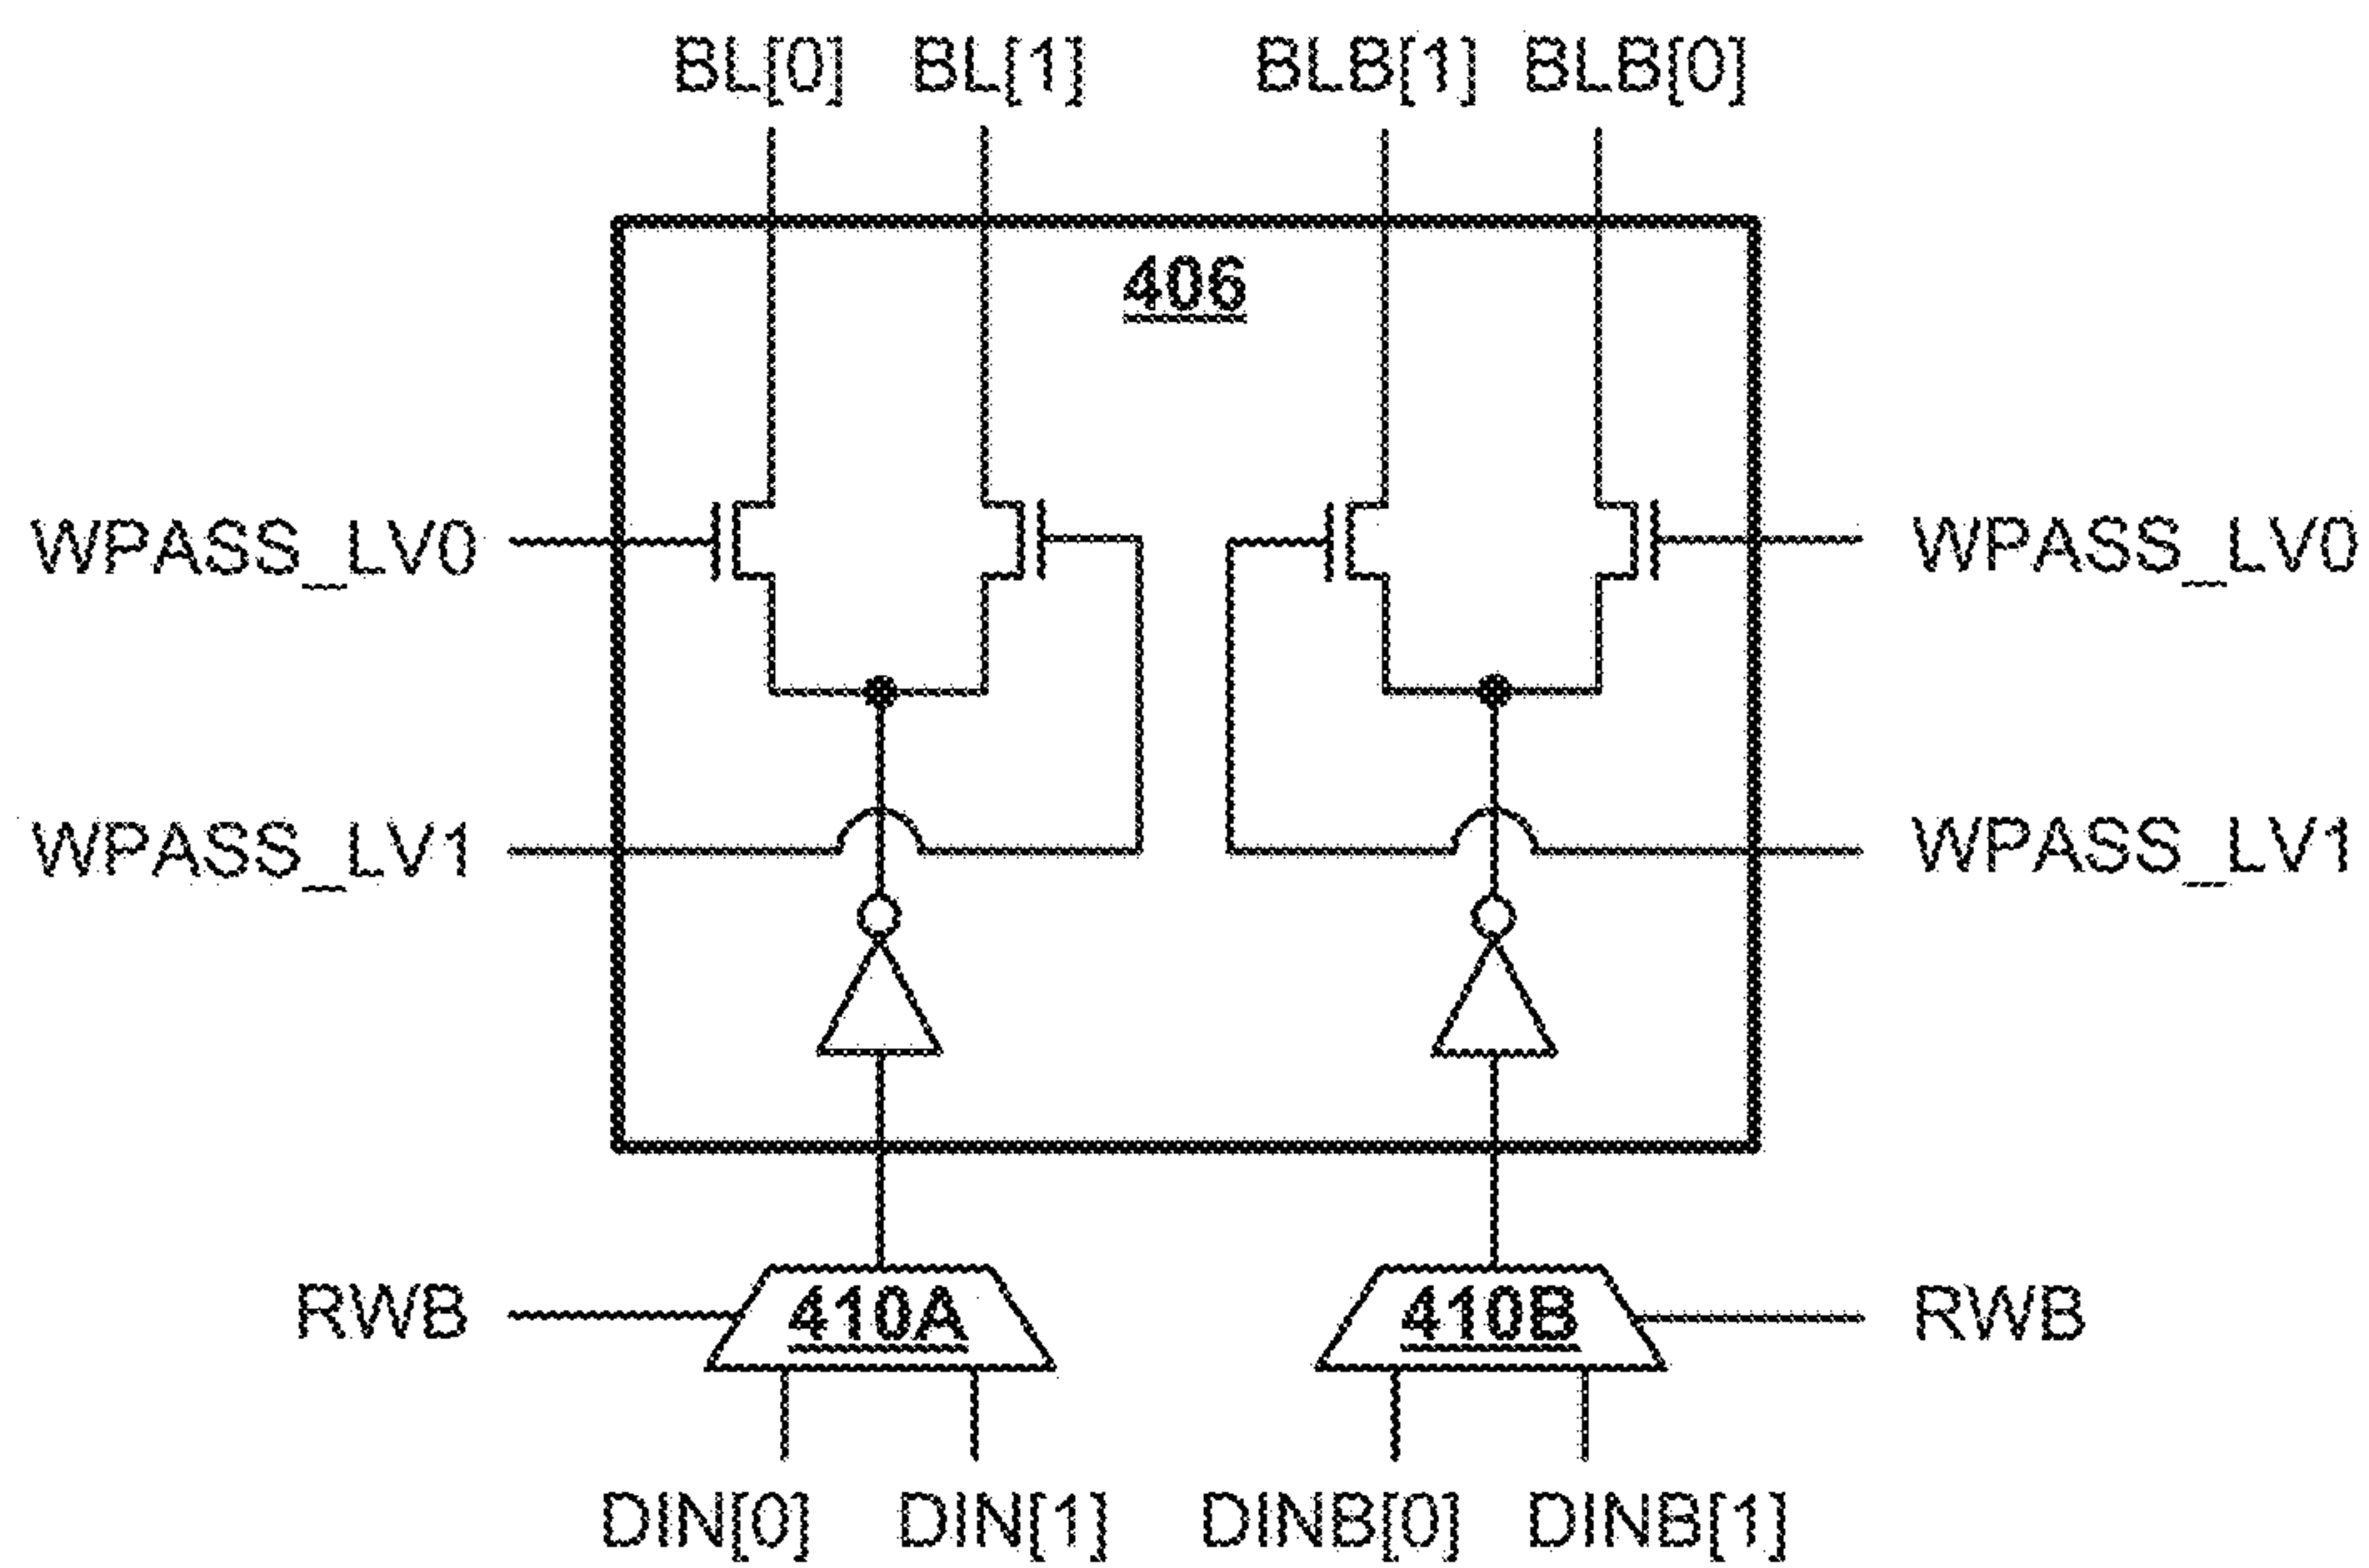 BL[0] BL[1] BLB[1] BLB[0]
406
WPASS_LV0 WPASS_LV0
WPASS_LV1 WPASS_LV1
RWB 410A 410B RWB
DIN[0] DIN[1] DINB[0] DINB[1]